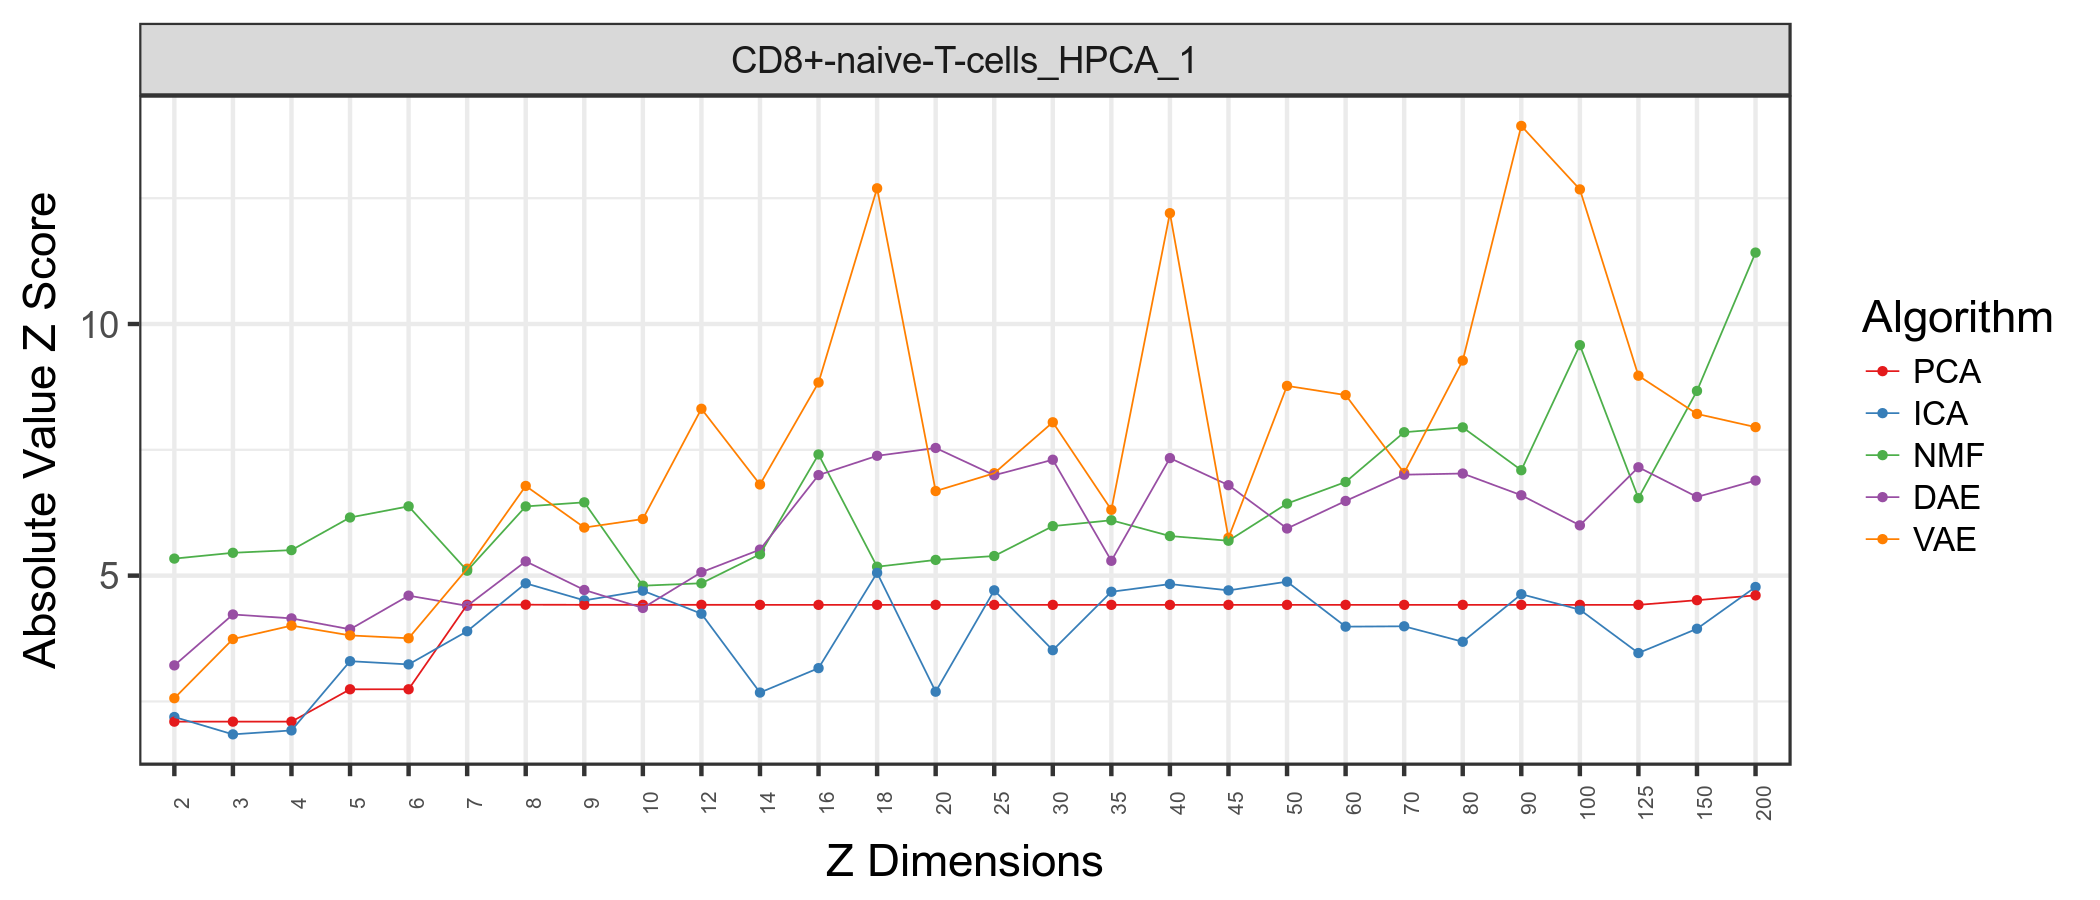 CD8+-naive-T-cells_HPCA_1
Absolute Value Z Score
10
5
2 3 4 5 6 7 8 9 10 12 14 16 18 20 25 30 35 40 45 50 60 70 80 90 100 125 150 200
Z Dimensions
Algorithm
PCA
ICA
NMF
DAE
VAE